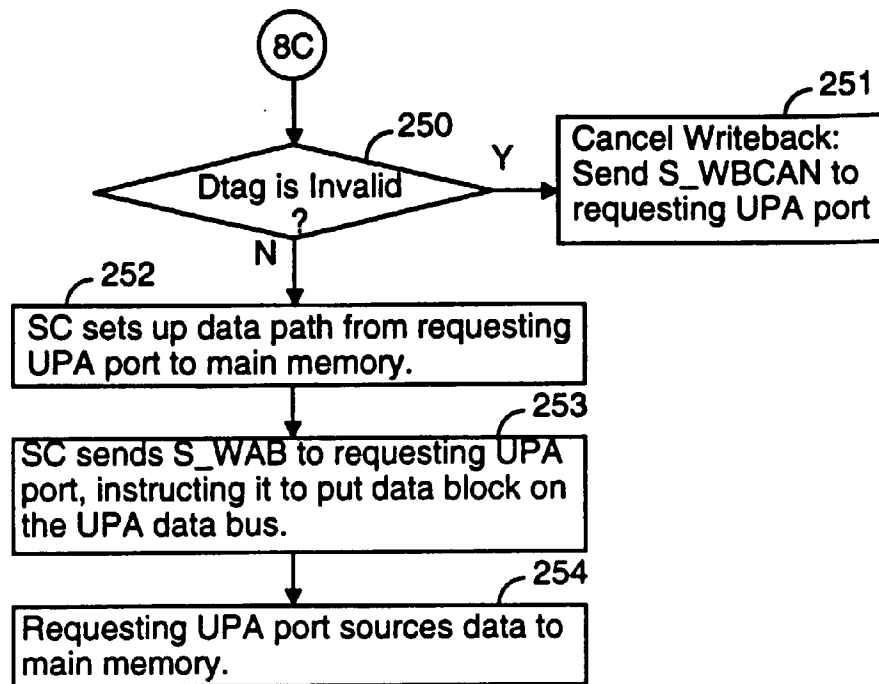 8C
250
251
Dtag is Invalid
?
Y
N
Cancel Writeback:
Send S_WBCAN to
requesting UPA port
252
SC sets up data path from requesting
UPA port to main memory.
253
SC sends S_WAB to requesting UPA
port, instructing it to put data block on
the UPA data bus.
254
Requesting UPA port sources data to
main memory.